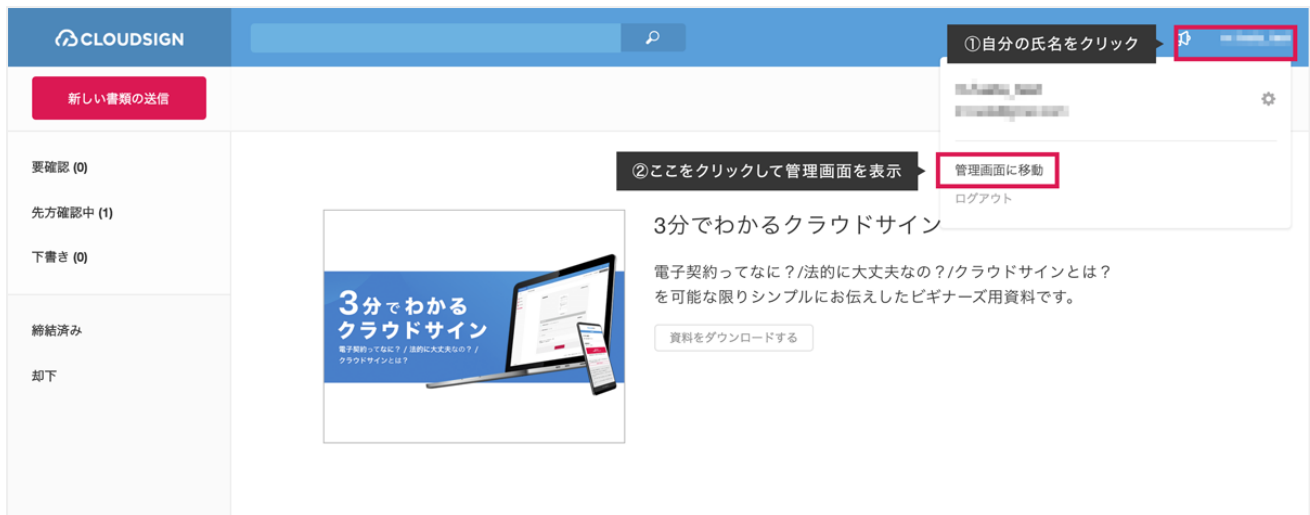 CLOUDSIGN
①自分の氏名をクリック
新しい書類の送信
要確認 (0)
先方確認中 (1)
下書き (0)
締結済み
却下
②ここをクリックして管理画面を表示
管理画面に移動
ログアウト
3分でわかるクラウドサイン
電子契約ってなに？/法的に大丈夫なの？/クラウドサインとは？
を可能な限りシンプルにお伝えしたビギナーズ用資料です。
資料をダウンロードする
3分でわかる
クラウドサイン
電子契約ってなに？ / 法的に大丈夫なの？ /
クラウドサインとは？